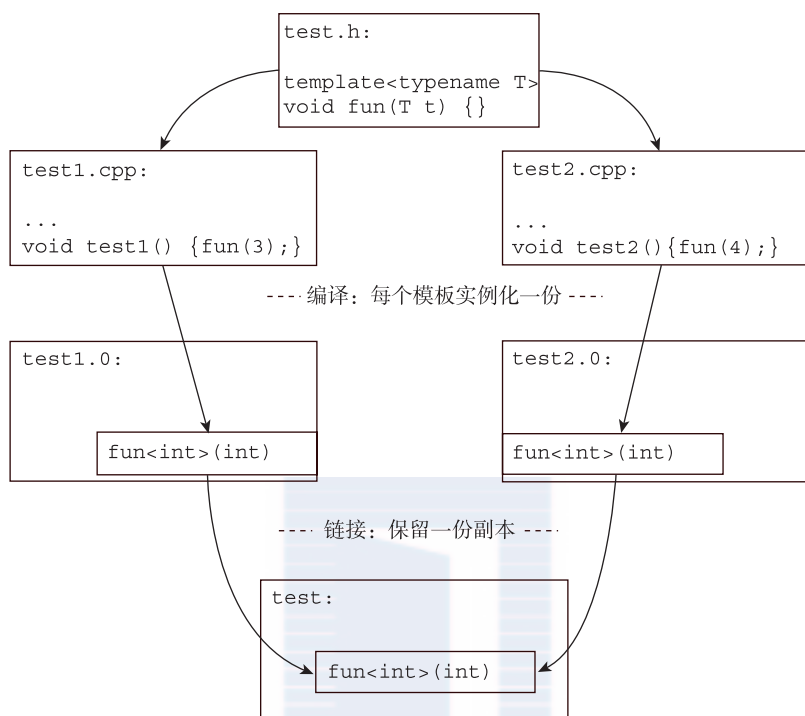 test.h:
template<typename T>
void fun(T t) {}
test1.cpp:
...
void test1() {fun(3);}
test2.cpp:
...
void test2(){fun(4);}
---- 编译：每个模板实例化一份 ----
test1.0:
fun<int>(int)
test2.0:
fun<int>(int)
---- 链接：保留一份副本 ----
test:
fun<int>(int)